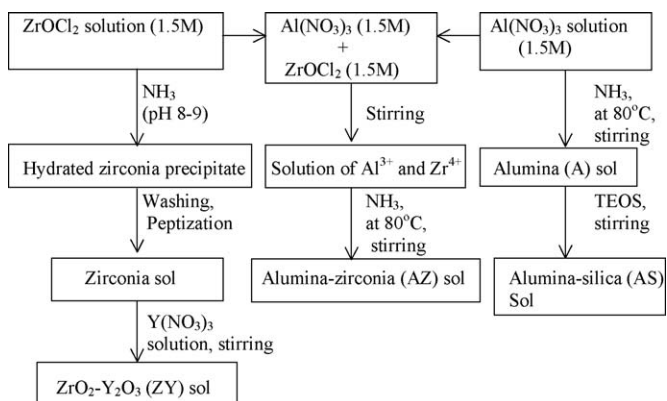 ZrOCl₂ solution (1.5M)
Al(NO₃)₃ (1.5M)
+
ZrOCl₂ (1.5M)
Al(NO₃)₃ solution
(1.5M)
NH₃
(pH 8-9)
Stirring
NH₃,
at 80°C,
stirring
Hydrated zirconia precipitate
Solution of Al³⁺ and Zr⁴⁺
Alumina (A) sol
Washing,
Peptization
NH₃,
at 80°C,
stirring
TEOS,
stirring
Zirconia sol
Alumina-zirconia (AZ) sol
Alumina-silica (AS)
Sol
Y(NO₃)₃
solution, stirring
ZrO₂-Y₂O₃ (ZY) sol